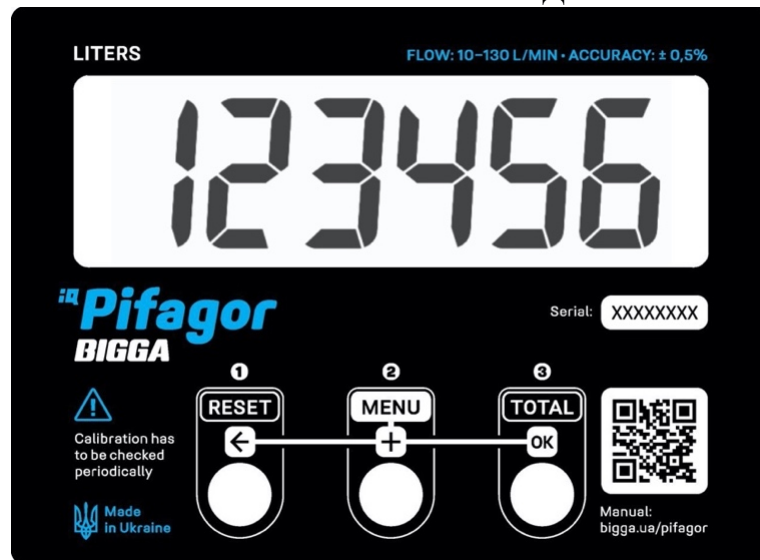 LITERS
FLOW: 10–130 L/MIN • ACCURACY: ± 0,5%
123456
iQ Pifagor
BIGGA
Serial: XXXXXXXX
1 2 3
RESET MENU TOTAL
← + OK
Calibration has
to be checked
periodically
Made
in Ukraine
Manual:
bigga.ua/pifagor